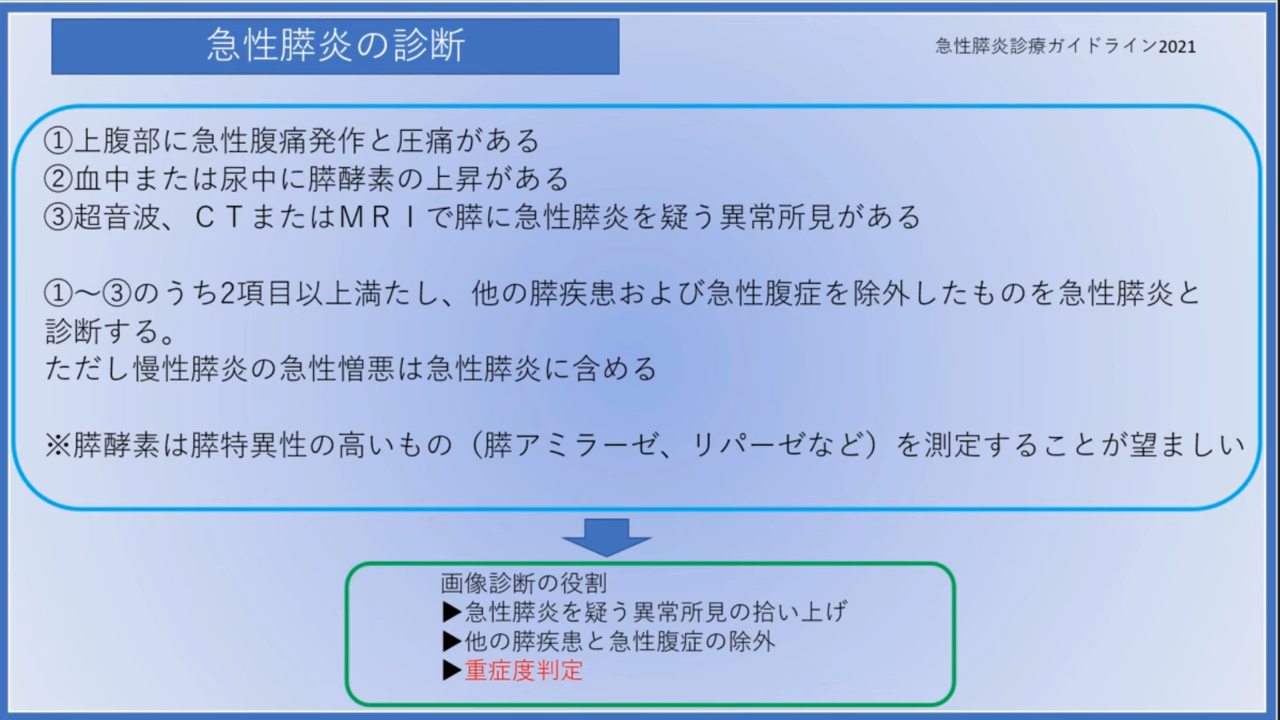 急性膵炎の診断
急性膵炎診療ガイドライン2021
①上腹部に急性腹痛発作と圧痛がある
②血中または尿中に膵酵素の上昇がある
③超音波、ＣＴまたはＭＲＩで膵に急性膵炎を疑う異常所見がある
①～③のうち2項目以上満たし、他の膵疾患および急性腹症を除外したものを急性膵炎と
診断する。
ただし慢性膵炎の急性憎悪は急性膵炎に含める
※膵酵素は膵特異性の高いもの（膵アミラーゼ、リパーゼなど）を測定することが望ましい
画像診断の役割
▶急性膵炎を疑う異常所見の拾い上げ
▶他の膵疾患と急性腹症の除外
▶重症度判定